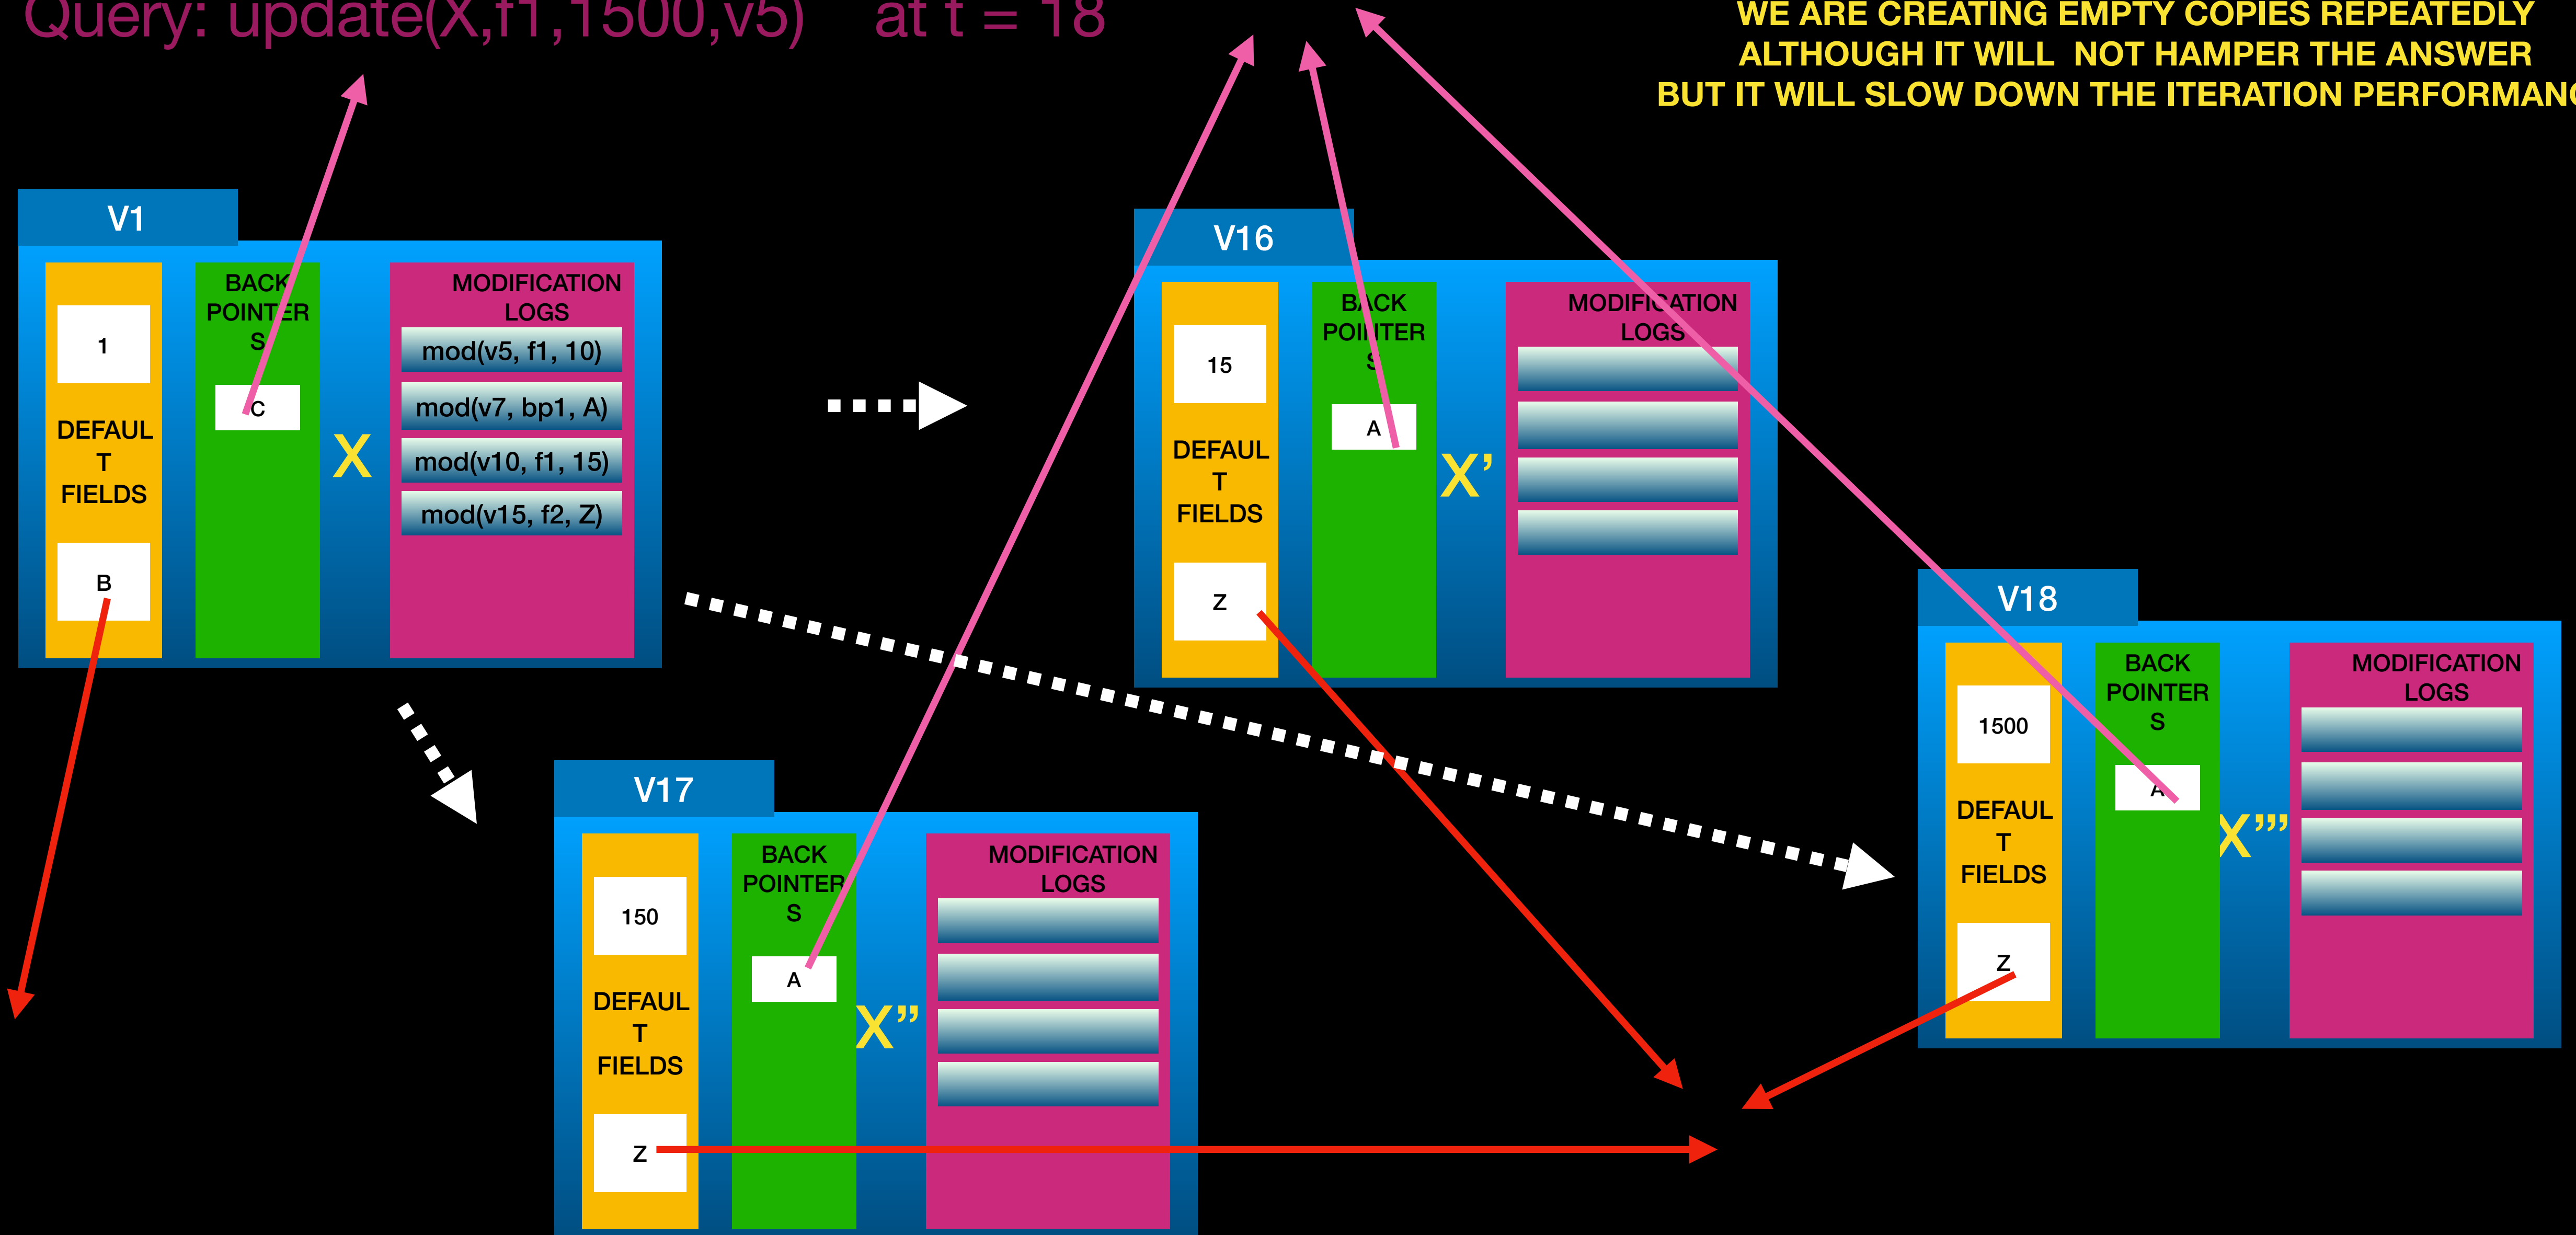 Query: update(X,f1,1500,v5) at t = 18
WE ARE CREATING EMPTY COPIES REPEATEDLY
ALTHOUGH IT WILL NOT HAMPER THE ANSWER
BUT IT WILL SLOW DOWN THE ITERATION
V1
1
DEFAUL
T
FIELDS
B
BACK
POINTER
S
C
X
MODIFICATION
LOGS
mod(v5, f1, 10)
mod(v7, bp1, A)
mod(v10, f1, 15)
mod(v15, f2, Z)
V16
15
DEFAUL
T
FIELDS
Z
BACK
POINTER
S
A
X’
MODIFICATION
LOGS
V17
150
DEFAUL
T
FIELDS
Z
BACK
POINTER
S
A
X”
MODIFICATION
LOGS
V18
1500
DEFAUL
T
FIELDS
Z
BACK
POINTER
S
A
X”’
MODIFICATION
LOGS